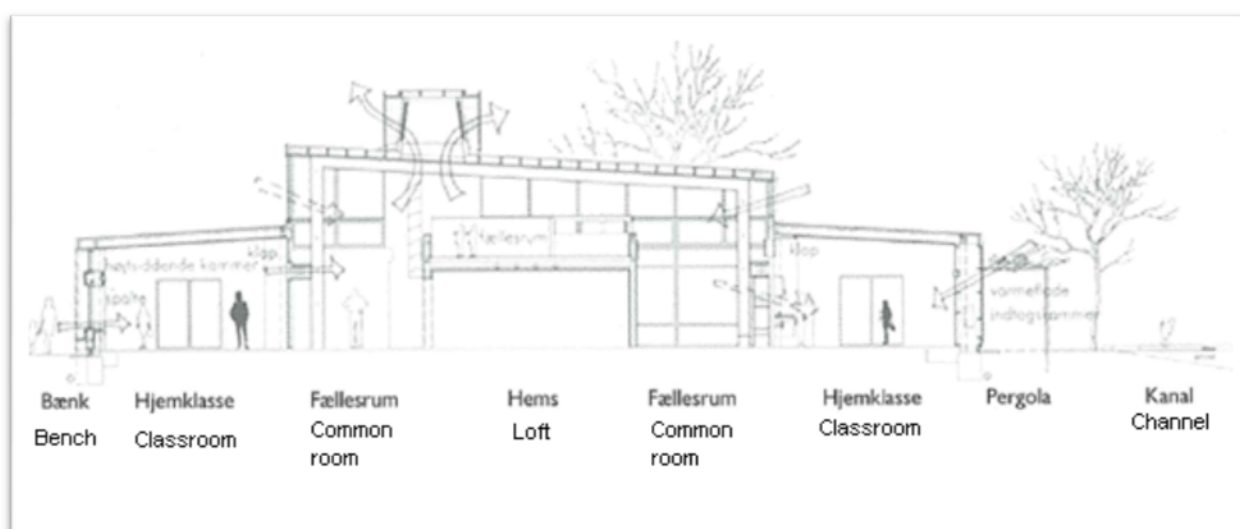 fællesrum
klap
højtsiddende kammer
spalte
klap
varmeflade
indtagskammer
Bænk
Hjemklasse
Fællesrum
Hems
Fællesrum
Hjemklasse
Pergola
Kanal
Bench
Classroom
Common
room
Loft
Common
room
Classroom
Channel